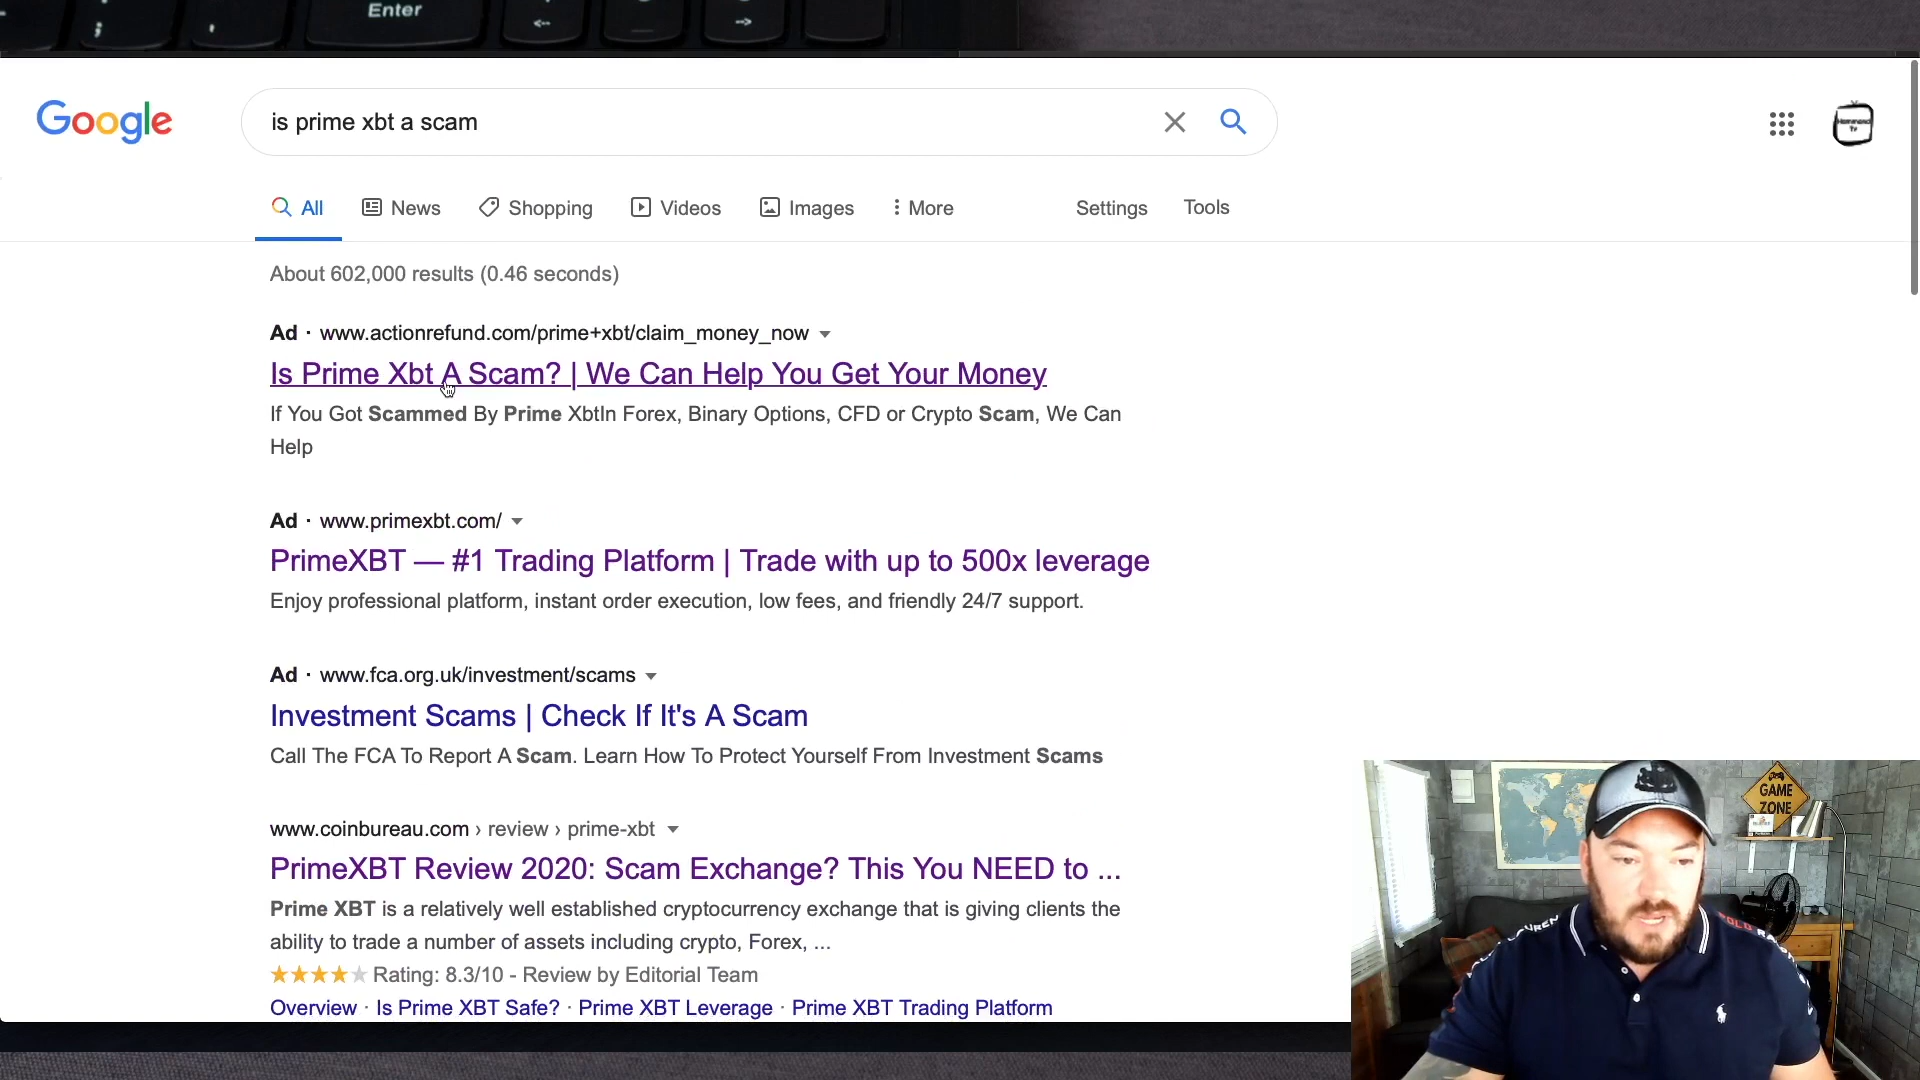 Enter
Google
is prime xbt a scam
All News Shopping Videos Images More Settings Tools
About 602,000 results (0.46 seconds)
Ad · www.actionrefund.com/prime+xbt/claim_money_now
Is Prime Xbt A Scam? | We Can Help You Get Your Money
If You Got Scammed By Prime XbtIn Forex, Binary Options, CFD or Crypto Scam, We Can
Help
Ad · www.primexbt.com/
PrimeXBT — #1 Trading Platform | Trade with up to 500x leverage
Enjoy professional platform, instant order execution, low fees, and friendly 24/7 support.
Ad · www.fca.org.uk/investment/scams
Investment Scams | Check If It's A Scam
Call The FCA To Report A Scam. Learn How To Protect Yourself From Investment Scams
www.coinbureau.com › review › prime-xbt
PrimeXBT Review 2020: Scam Exchange? This You NEED to ...
Prime XBT is a relatively well established cryptocurrency exchange that is giving clients the
ability to trade a number of assets including crypto, Forex, ...
Rating: 8.3/10 - Review by Editorial Team
Overview · Is Prime XBT Safe? · Prime XBT Leverage · Prime XBT Trading Platform
GAME
ZONE